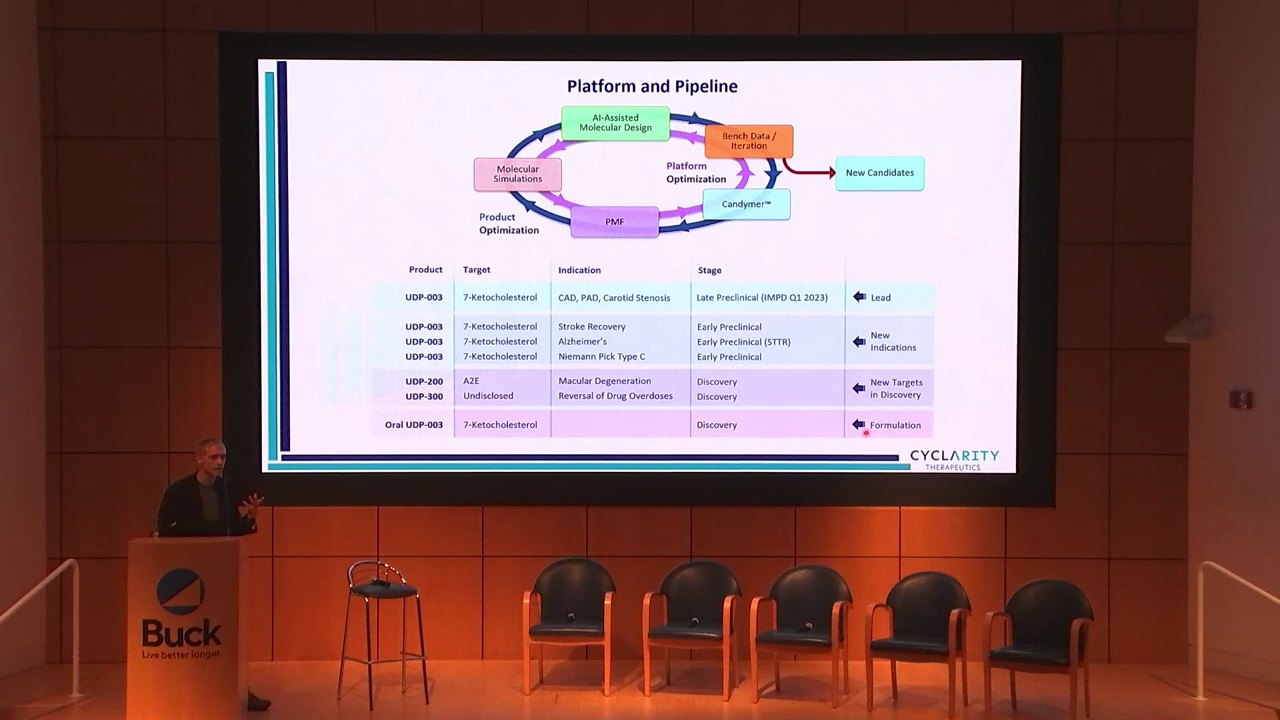 Platform and Pipeline
AI-Assisted
Molecular Design
Bench Data /
Iteration
Molecular
Simulations
Platform
Optimization
New Candidates
Candymer™
Product
Optimization
PMF
Product Target Indication Stage
UDP-003 7-Ketocholesterol CAD, PAD, Carotid Stenosis Late Preclinical (IMPD Q1 2023) Lead
UDP-003 7-Ketocholesterol Stroke Recovery Early Preclinical
UDP-003 7-Ketocholesterol Alzheimer's Early Preclinical (STTR)
UDP-003 7-Ketocholesterol Niemann Pick Type C Early Preclinical
New
Indications
UDP-200 A2E Macular Degeneration Discovery
UDP-300 Undisclosed Reversal of Drug Overdoses Discovery
New Targets
in Discovery
Oral UDP-003 7-Ketocholesterol Discovery Formulation
CYCLARITY
THERAPEUTICS
Buck
Live better longer.